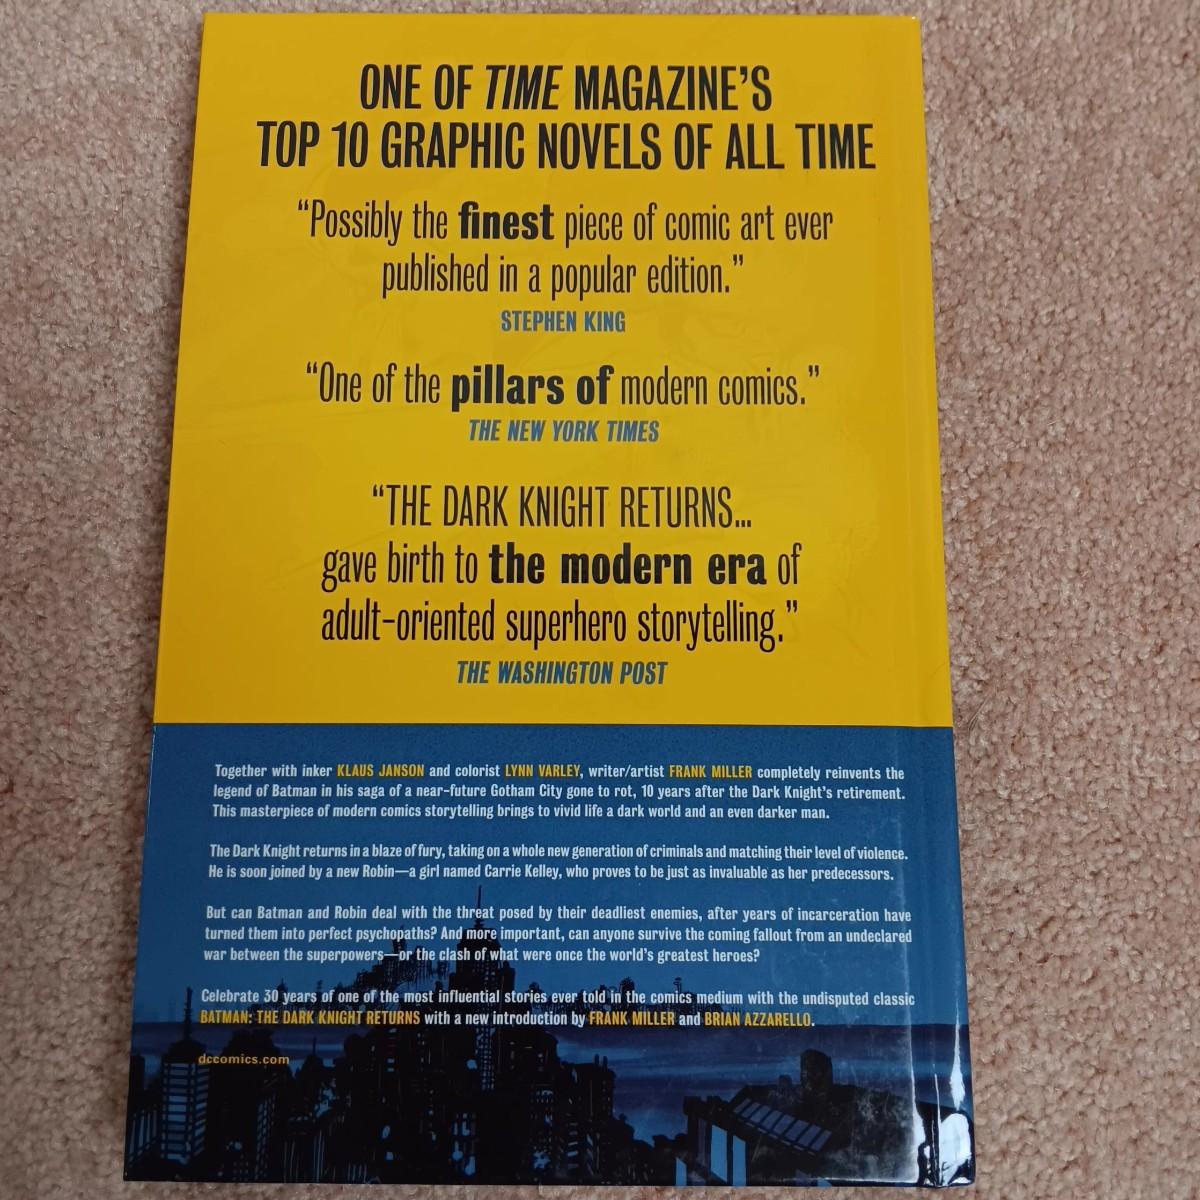 ONE OF TIME MAGAZINE'S
TOP 10 GRAPHIC NOVELS OF ALL TIME
“Possibly the finest piece of comic art ever
published in a popular edition.”
STEPHEN KING
“One of the pillars of modern comics.”
THE NEW YORK TIMES
“THE DARK KNIGHT RETURNS...
gave birth to the modern era of
adult-oriented superhero storytelling.”
THE WASHINGTON POST
Together with inker KLAUS JANSON and colorist LYNN VARLEY, writer/artist FRANK MILLER completely reinvents the
legend of Batman in his saga of a near-future Gotham City gone to rot, 10 years after the Dark Knight's retirement.
This masterpiece of modern comics storytelling brings to vivid life a dark world and an even darker man.
The Dark Knight returns in a blaze of fury, taking on a whole new generation of criminals and matching their level of violence.
He is soon joined by a new Robin—a girl named Carrie Kelley, who proves to be just as invaluable as her predecessors.
But can Batman and Robin deal with the threat posed by their deadliest enemies, after years of incarceration have
turned them into perfect psychopaths? And more important, can anyone survive the coming fallout from an undeclared
war between the superpowers—or the clash of what were once the world's greatest heroes?
Celebrate 30 years of one of the most influential stories ever told in the comics medium with the undisputed classic
BATMAN: THE DARK KNIGHT RETURNS with a new introduction by FRANK MILLER and BRIAN AZZARELLO.
dccomics.com